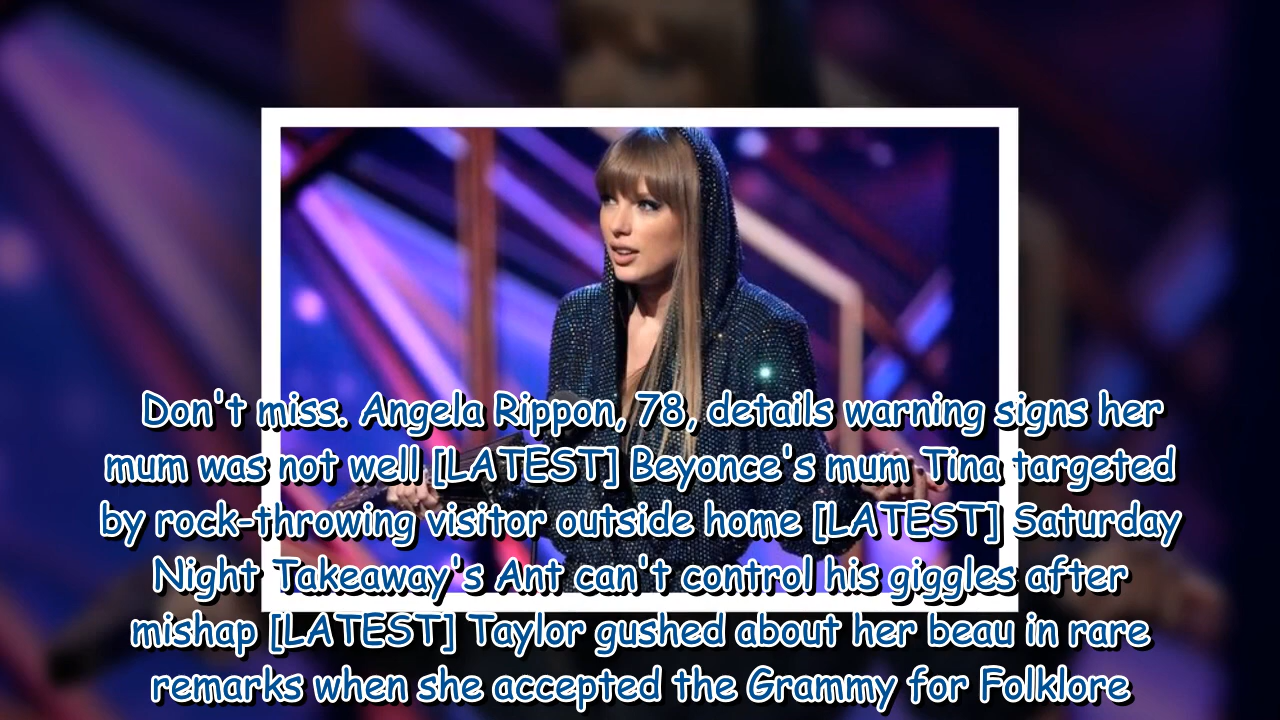 Don't miss. Angela Rippon, 78, details warning signs her
mum was not well [LATEST] Beyonce's mum Tina targeted
by rock-throwing visitor outside home [LATEST] Saturday
Night Takeaway's Ant can't control his giggles after
mishap [LATEST] Taylor gushed about her beau in rare
remarks when she accepted the Grammy for Folklore